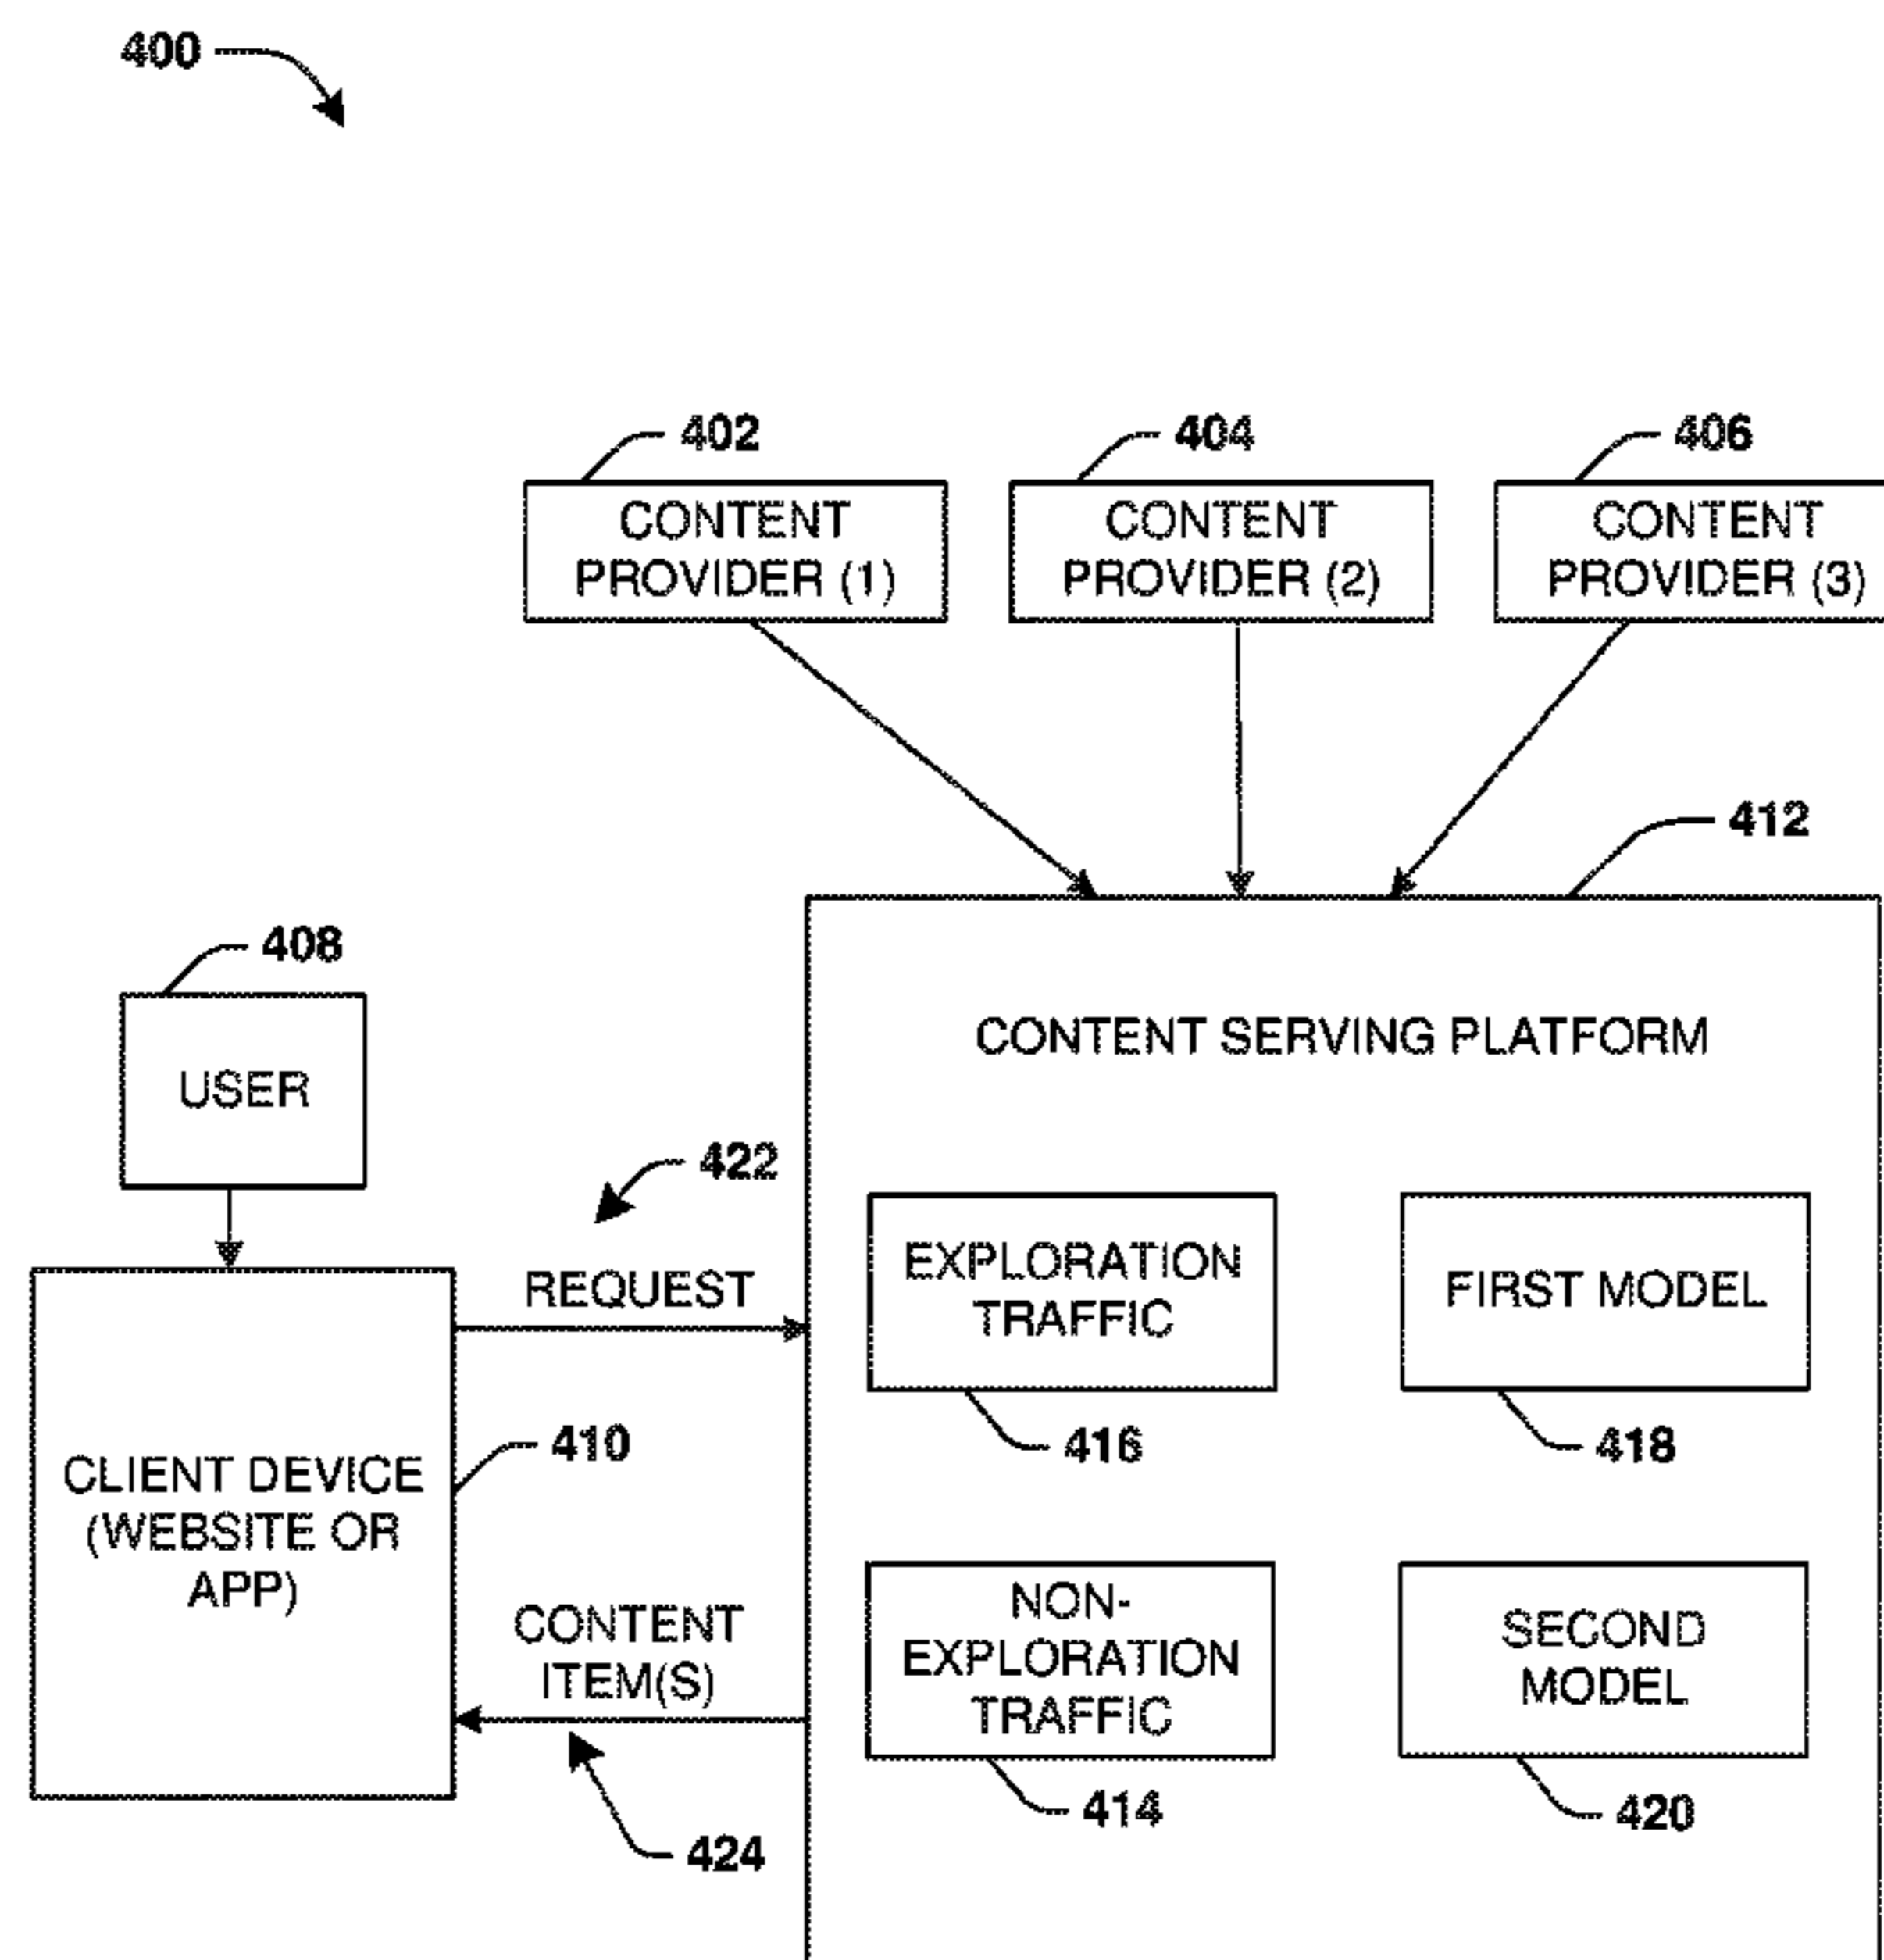 400
402
404
406
CONTENT
PROVIDER (1)
CONTENT
PROVIDER (2)
CONTENT
PROVIDER (3)
412
408
USER
CONTENT SERVING PLATFORM
422
REQUEST
EXPLORATION
TRAFFIC
FIRST MODEL
416
418
410
CLIENT DEVICE
(WEBSITE OR
APP)
CONTENT
ITEM(S)
NON-
EXPLORATION
TRAFFIC
SECOND
MODEL
414
420
424